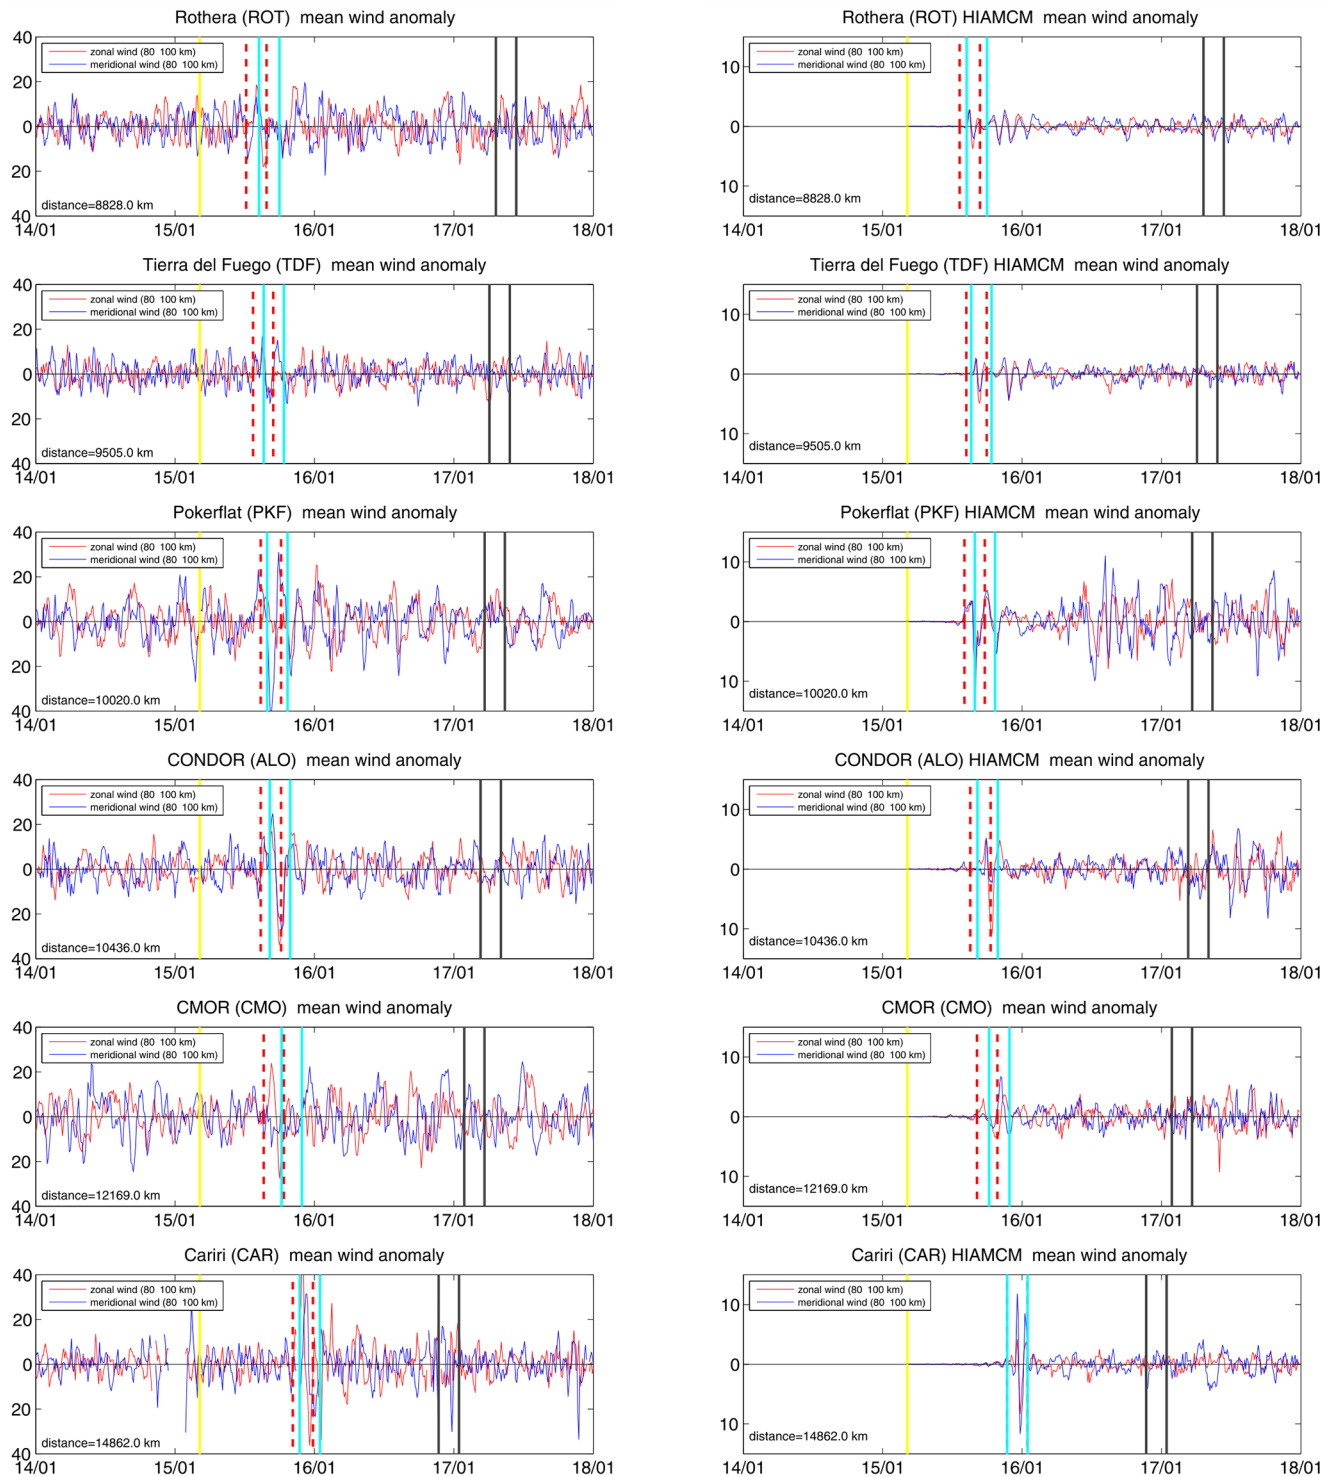 Rothera (ROT)  mean wind anomaly
40
20
0
20
40
zonal wind (80  100 km)
meridional wind (80  100 km)
distance=8828.0 km
14/01 15/01 16/01 17/01 18/01
Rothera (ROT) HIAMCM  mean wind anomaly
10
0
10
zonal wind (80  100 km)
meridional wind (80  100 km)
distance=8828.0 km
14/01 15/01 16/01 17/01 18/01
Tierra del Fuego (TDF)  mean wind anomaly
40
20
0
20
40
zonal wind (80  100 km)
meridional wind (80  100 km)
distance=9505.0 km
14/01 15/01 16/01 17/01 18/01
Tierra del Fuego (TDF) HIAMCM  mean wind anomaly
10
0
10
zonal wind (80  100 km)
meridional wind (80  100 km)
distance=9505.0 km
14/01 15/01 16/01 17/01 18/01
Pokerflat (PKF)  mean wind anomaly
40
20
0
20
40
zonal wind (80  100 km)
meridional wind (80  100 km)
distance=10020.0 km
14/01 15/01 16/01 17/01 18/01
Pokerflat (PKF) HIAMCM  mean wind anomaly
10
0
10
zonal wind (80  100 km)
meridional wind (80  100 km)
distance=10020.0 km
14/01 15/01 16/01 17/01 18/01
CONDOR (ALO)  mean wind anomaly
40
20
0
20
40
zonal wind (80  100 km)
meridional wind (80  100 km)
distance=10436.0 km
14/01 15/01 16/01 17/01 18/01
CONDOR (ALO) HIAMCM  mean wind anomaly
10
0
10
zonal wind (80  100 km)
meridional wind (80  100 km)
distance=10436.0 km
14/01 15/01 16/01 17/01 18/01
CMOR (CMO)  mean wind anomaly
40
20
0
20
40
zonal wind (80  100 km)
meridional wind (80  100 km)
distance=12169.0 km
14/01 15/01 16/01 17/01 18/01
CMOR (CMO)  mean wind anomaly
10
0
10
zonal wind (80  100 km)
meridional wind (80  100 km)
distance=12169.0 km
14/01 15/01 16/01 17/01 18/01
Cariri (CAR)  mean wind anomaly
40
20
0
20
40
zonal wind (80  100 km)
meridional wind (80  100 km)
distance=14862.0 km
14/01 15/01 16/01 17/01 18/01
Cariri (CAR) HIAMCM  mean wind anomaly
10
0
10
zonal wind (80  100 km)
meridional wind (80  100 km)
distance=14862.0 km
14/01 15/01 16/01 17/01 18/01